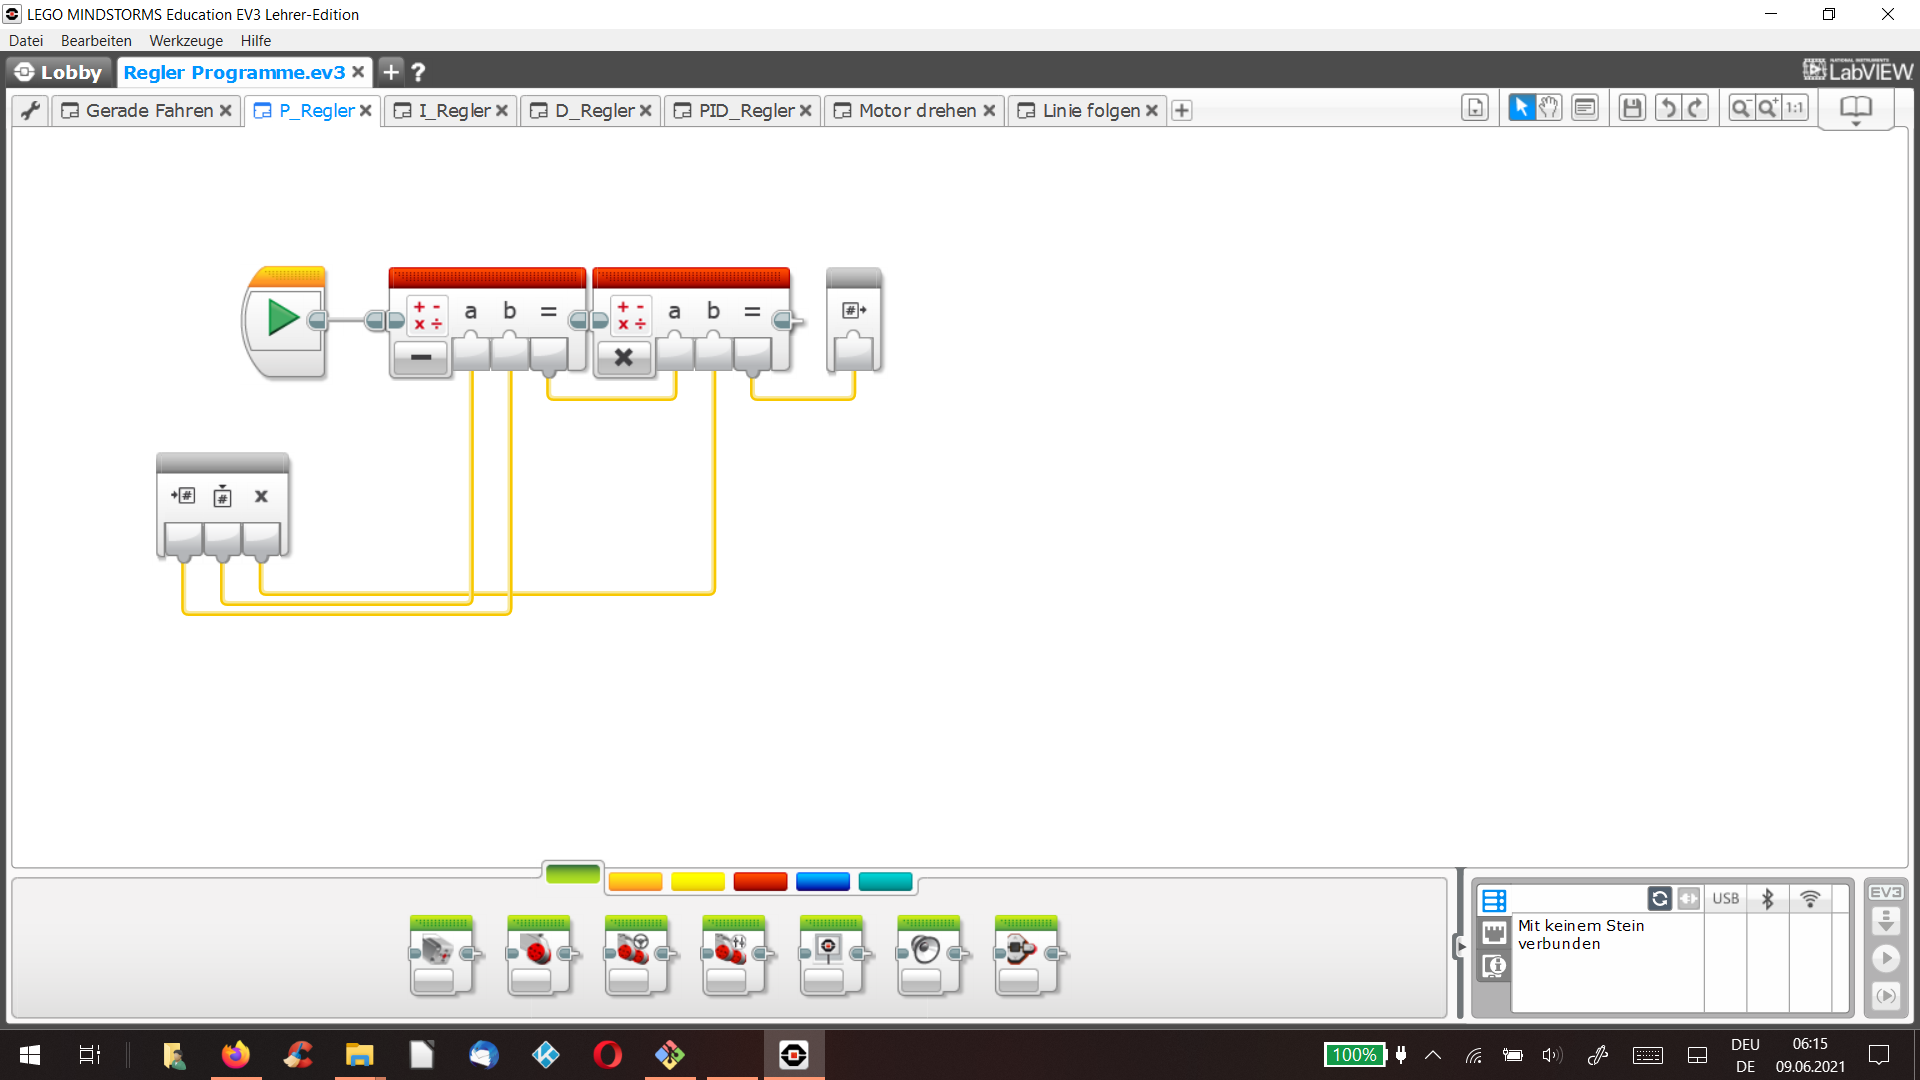 LEGO MINDSTORMS Education EV3 Lehrer-Edition
Datei Bearbeiten Werkzeuge Hilfe
Lobby Regler Programme.ev3 + ?
NATIONAL INSTRUMENTS
LabVIEW
Gerade Fahren P_Regler I_Regler D_Regler PID_Regler Motor drehen Linie folgen +
1:1
+ - a b = + - a b =
x ÷ x ÷
#
# # x
EV3
USB
Mit keinem Stein
verbunden
100% DEU 06:15
DE 09.06.2021